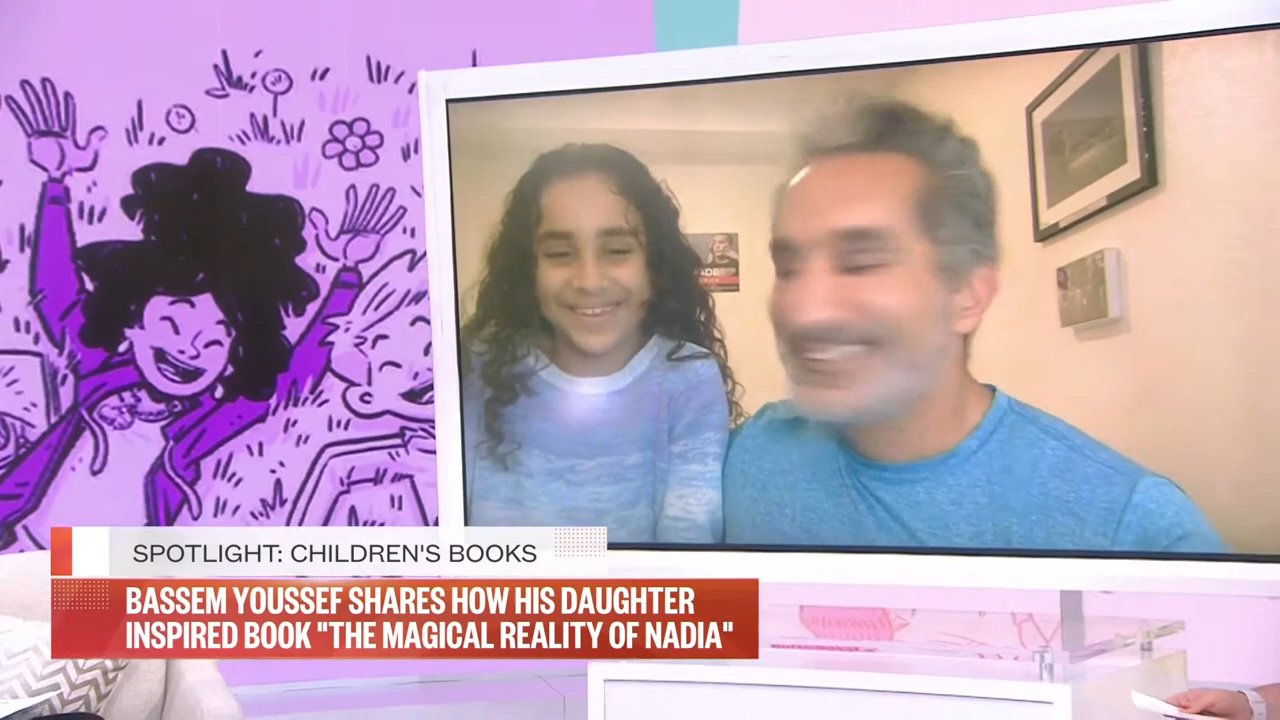 SPOTLIGHT: CHILDREN'S BOOKS
BASSEM YOUSSEF SHARES HOW HIS DAUGHTER
INSPIRED BOOK "THE MAGICAL REALITY OF NADIA"